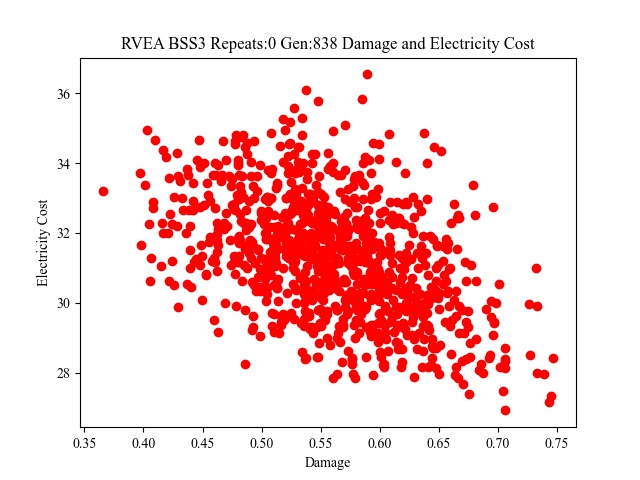 RVEA BSS3 Repeats:0 Gen:838 Damage and Electricity Cost
36
34
32
30
28
Electricity Cost
0.35 0.40 0.45 0.50 0.55 0.60 0.65 0.70 0.75
Damage